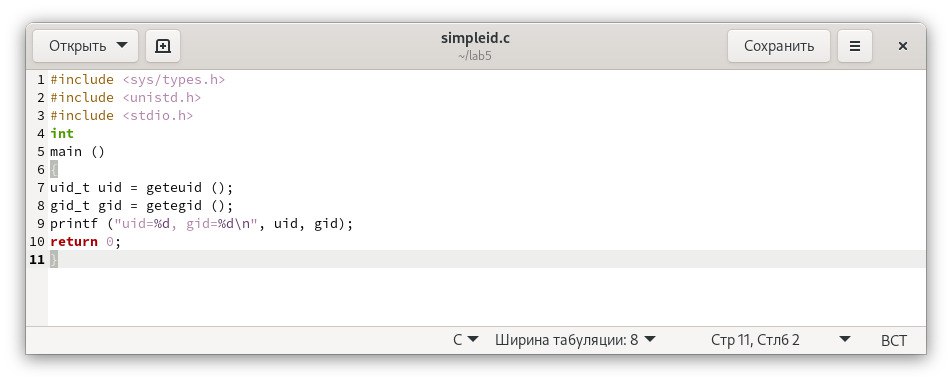 Открыть
simpleid.c
~/lab5
Сохранить
1 #include <sys/types.h>
2 #include <unistd.h>
3 #include <stdio.h>
4 int
5 main ()
6 {
7 uid_t uid = geteuid ();
8 gid_t gid = getegid ();
9 printf ("uid=%d, gid=%d\n", uid, gid);
10 return 0;
11 }
C Ширина табуляции: 8 Стр 11, Стлб 2 ВСТ